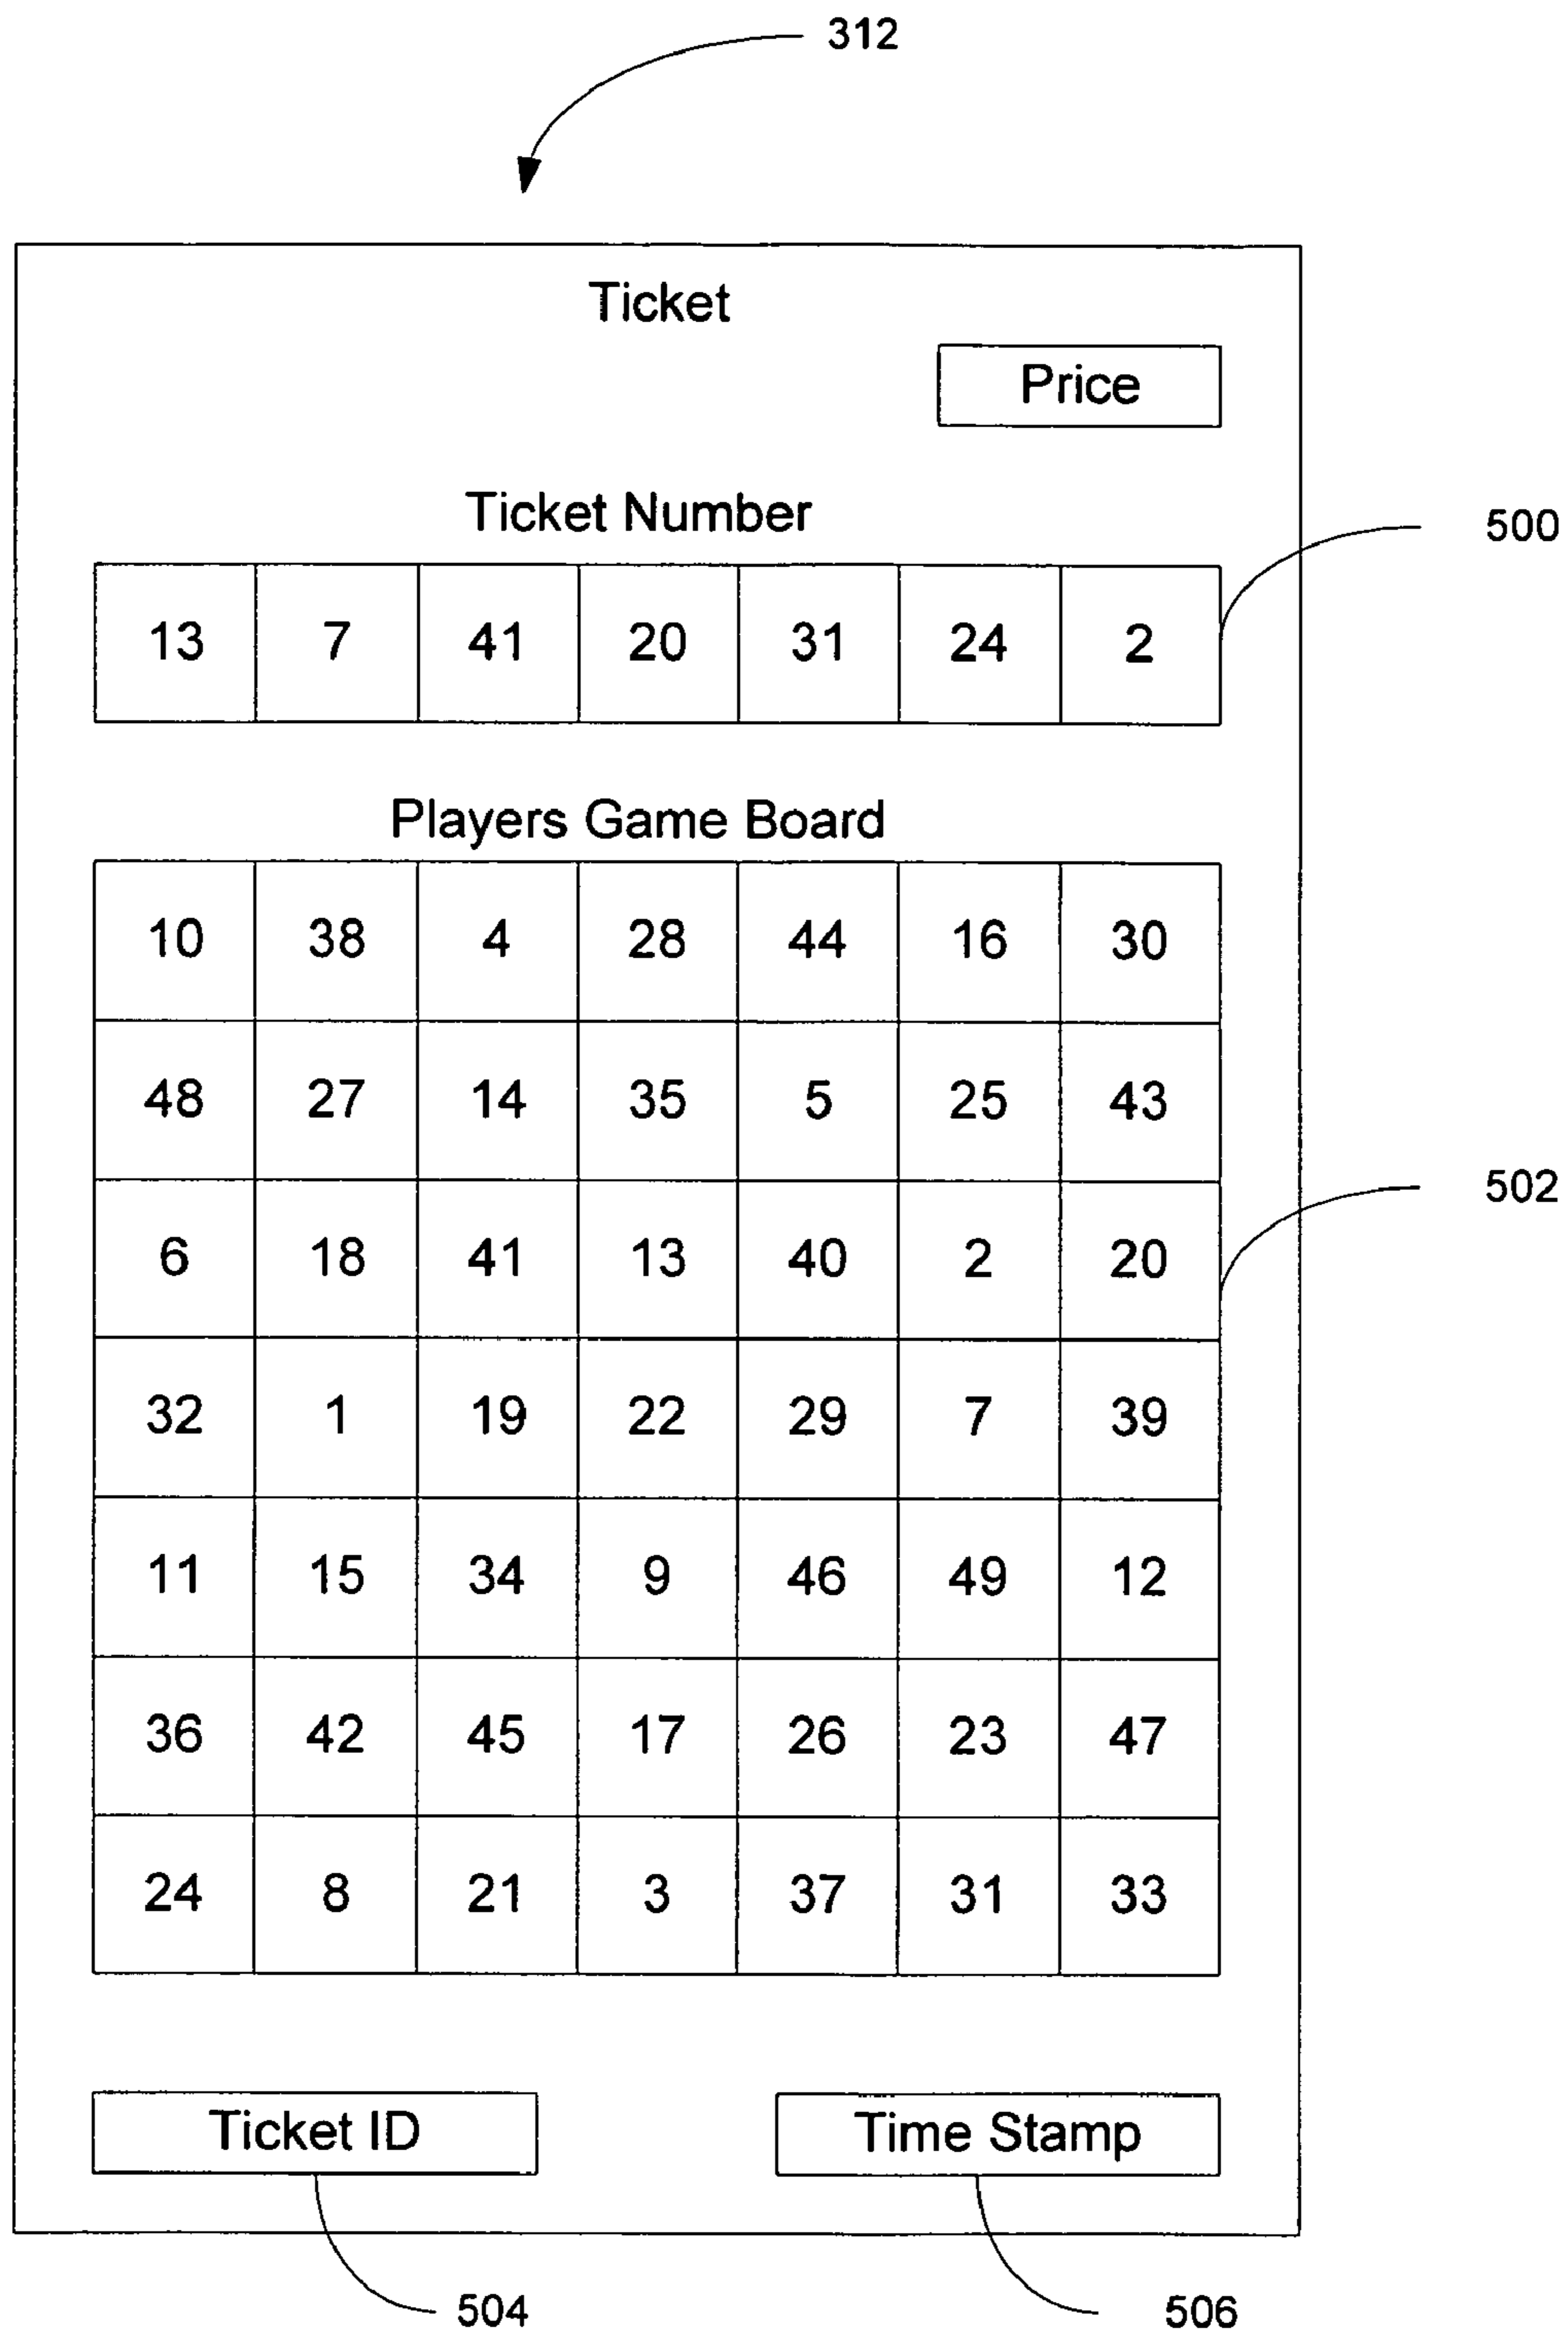 312
Ticket
Price
Ticket Number
500
13 7 41 20 31 24 2
Players Game Board
10 38 4 28 44 16 30
48 27 14 35 5 25 43
502
6 18 41 13 40 2 20
32 1 19 22 29 7 39
11 15 34 9 46 49 12
36 42 45 17 26 23 47
24 8 21 3 37 31 33
Ticket ID Time Stamp
504 506